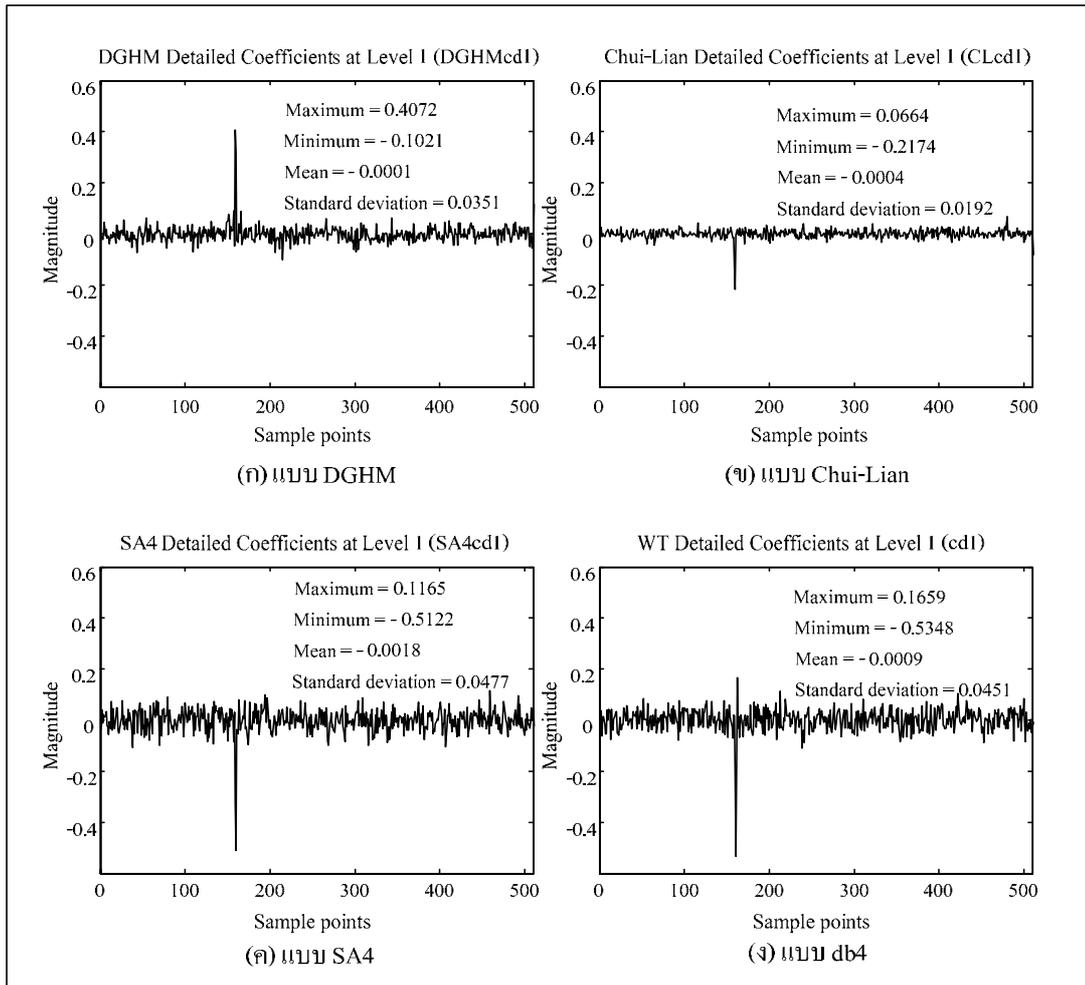 DGHM Detailed Coefficients at Level 1 (DGHMcd1)
0.6
0.4
0.2
0
-0.2
-0.4
Magnitude
Maximum = 0.4072
Minimum = - 0.1021
Mean = - 0.0001
Standard deviation = 0.0351
0 100 200 300 400 500
Sample points
(ก) แบบ DGHM
Chui-Lian Detailed Coefficients at Level 1 (CLcd1)
0.6
0.4
0.2
0
-0.2
-0.4
Magnitude
Maximum = 0.0664
Minimum = - 0.2174
Mean = - 0.0004
Standard deviation = 0.0192
0 100 200 300 400 500
Sample points
(ข) แบบ Chui-Lian
SA4 Detailed Coefficients at Level 1 (SA4cd1)
0.6
0.4
0.2
0
-0.2
-0.4
Magnitude
Maximum = 0.1165
Minimum = - 0.5122
Mean = - 0.0018
Standard deviation = 0.0477
0 100 200 300 400 500
Sample points
(ค) แบบ SA4
WT Detailed Coefficients at Level 1 (cd1)
0.6
0.4
0.2
0
-0.2
-0.4
Magnitude
Maximum = 0.1659
Minimum = - 0.5348
Mean = -0.0009
Standard deviation = 0.0451
0 100 200 300 400 500
Sample points
(ง) แบบ db4